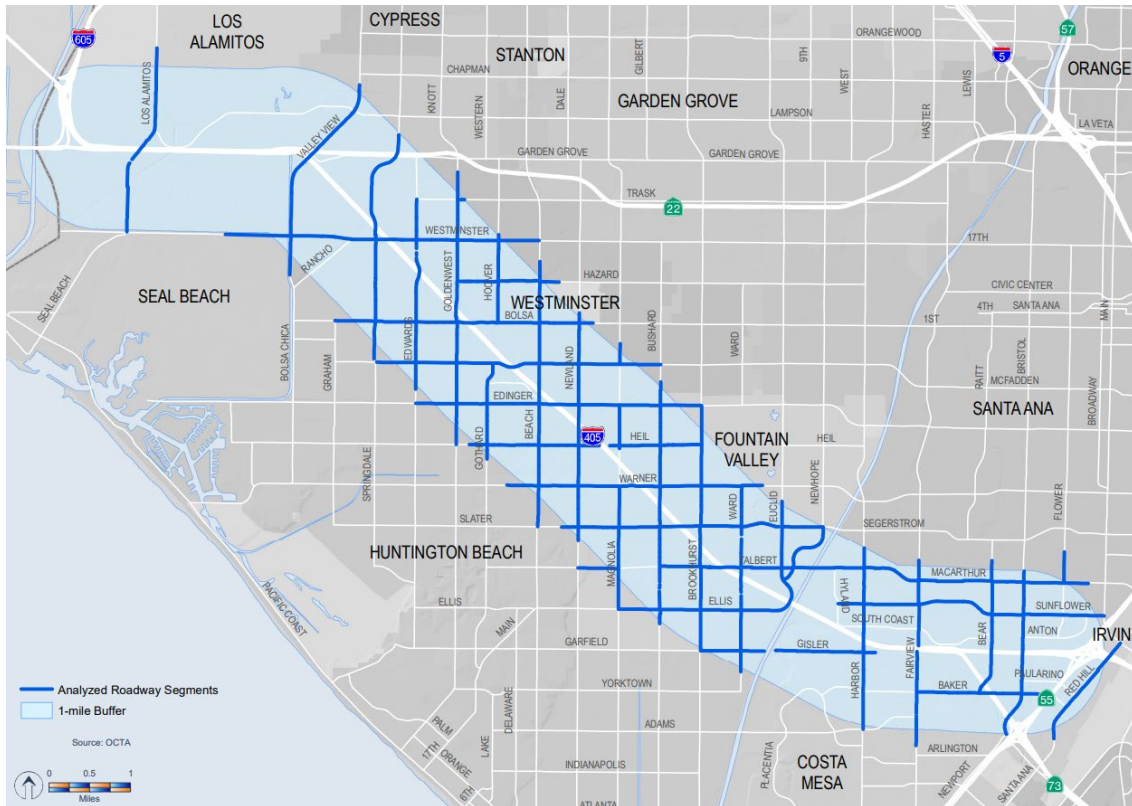 LOS
ALAMITOS
CYPRESS
STANTON
GARDEN GROVE
ORANGE
605
5
57
ORANGEWOOD
CHAPMAN
LOS ALAMITOS
VALLEY VIEW
KNOTT
WESTERN
DALE
GILBERT
9TH
WEST
HASTER
LEWIS
LAMPSON
LA VETA
GARDEN GROVE
GARDEN GROVE
TRASK
22
WESTMINSTER
17TH
SEAL BEACH
SEAL BEACH
RANCHO
GOLDENWEST
HOOVER
HAZARD
WESTMINSTER
BOLSA
CIVIC CENTER
4TH
SANTA ANA
1ST
MAIN
BOLSA CHICA
GRAHAM
EDWARDS
NEWLAND
BUSHARD
WARD
RAITT
BRISTOL
MCFADDEN
BROADWAY
SANTA ANA
EDINGER
BEACH
GOTHARD
405
HEIL
HEIL
FOUNTAIN
VALLEY
SPRINGDALE
WARNER
WARD
EUCLID
NEWHOPE
FLOWER
SLATER
SEGERSTROM
HUNTINGTON BEACH
MAGNOLIA
BROOKHURST
TALBERT
MACARTHUR
HYLAND
PACIFIC COAST
ELLIS
ELLIS
MAIN
SOUTH COAST
SUNFLOWER
BEAR
ANTON
IRVIN
GARFIELD
GISLER
FAIRVIEW
HARBOR
PAULARINO
RED HILL
BAKER
55
YORKTOWN
DELAWARE
ADAMS
PALM
17TH
ORANGE
6TH
LAKE
INDIANAPOLIS
ATLANTA
PLACENTIA
COSTA
MESA
ARLINGTON
NEWPORT
SANTA ANA
73
Analyzed Roadway Segments
1-mile Buffer
Source: OCTA
0 0.5 1
Miles